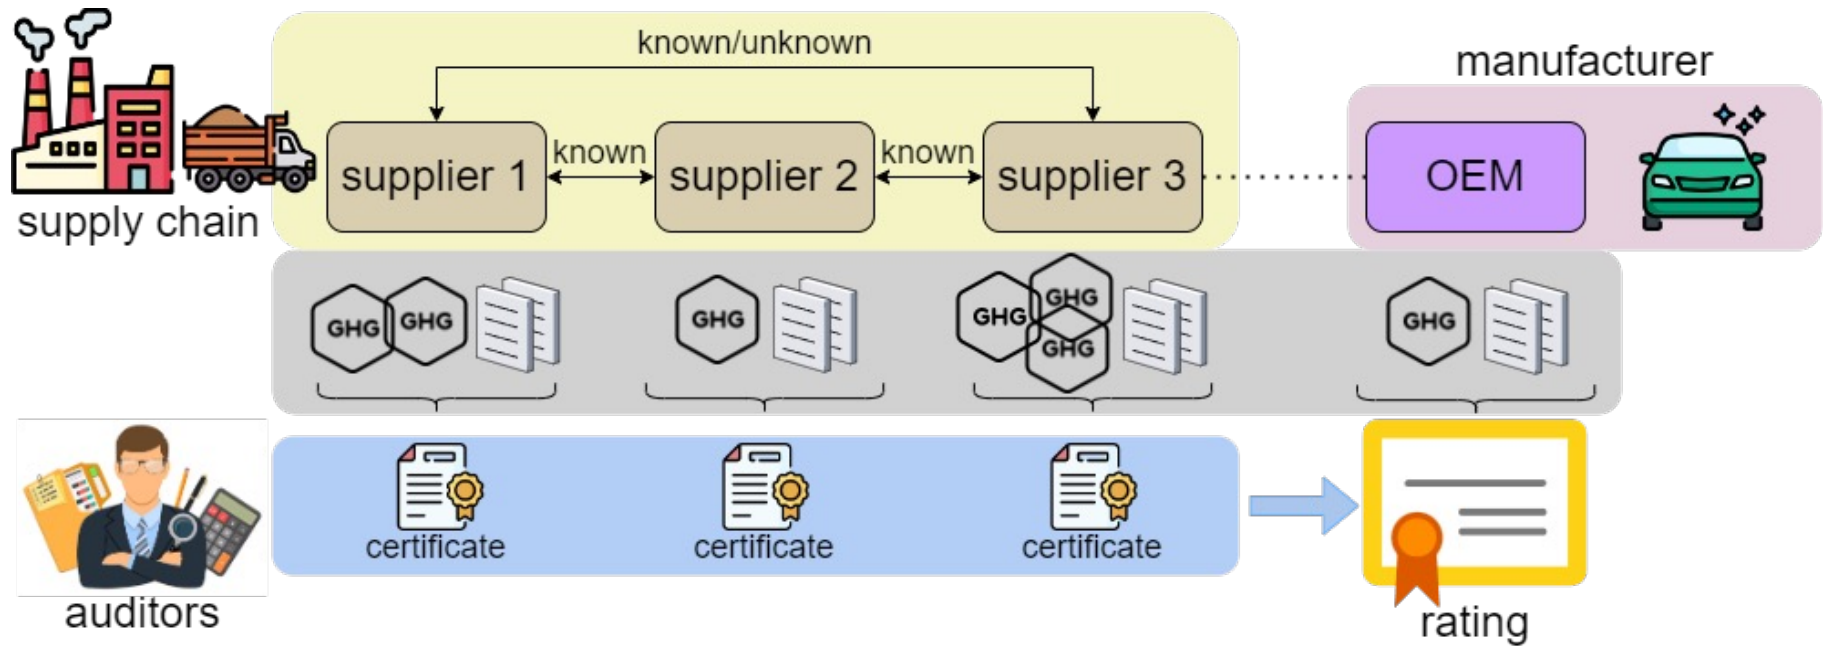 known/unknown
manufacturer
supplier 1
known
supplier 2
known
supplier 3
OEM
supply chain
GHG
GHG
GHG
GHG
GHG
GHG
GHG
certificate
certificate
certificate
auditors
rating